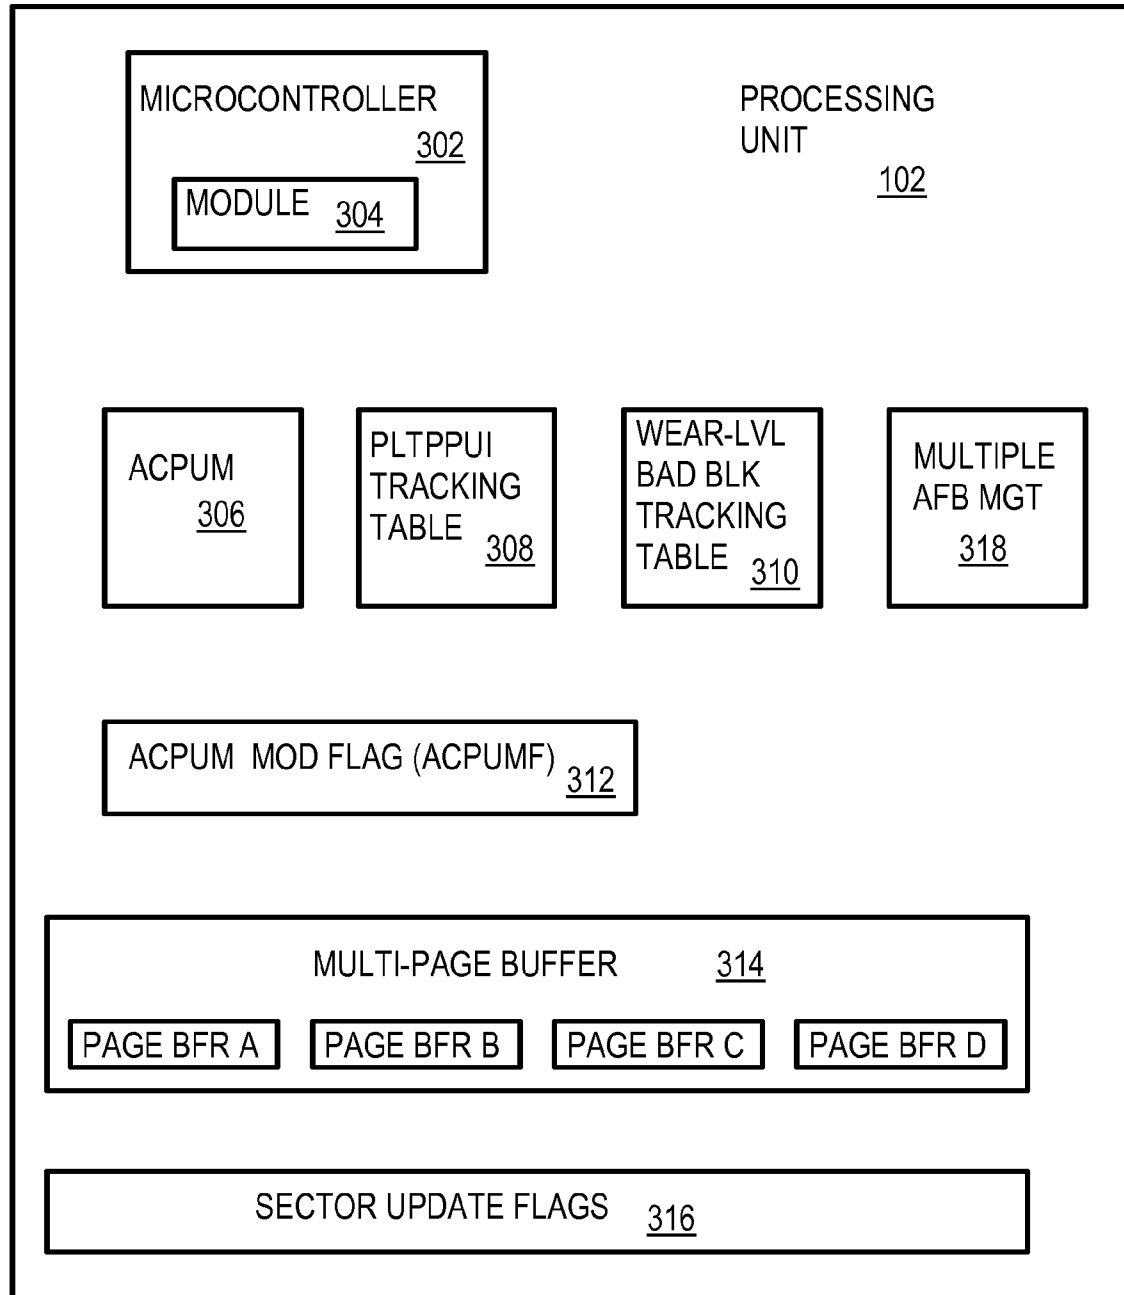 MICROCONTROLLER
302
MODULE 304
PROCESSING
UNIT
102
ACPUM
306
PLTPPUI
TRACKING
TABLE 308
WEAR-LVL
BAD BLK
TRACKING
TABLE 310
MULTIPLE
AFB MGT
318
ACPUM MOD FLAG (ACPUMF) 312
MULTI-PAGE BUFFER 314
PAGE BFR A PAGE BFR B PAGE BFR C PAGE BFR D
SECTOR UPDATE FLAGS 316